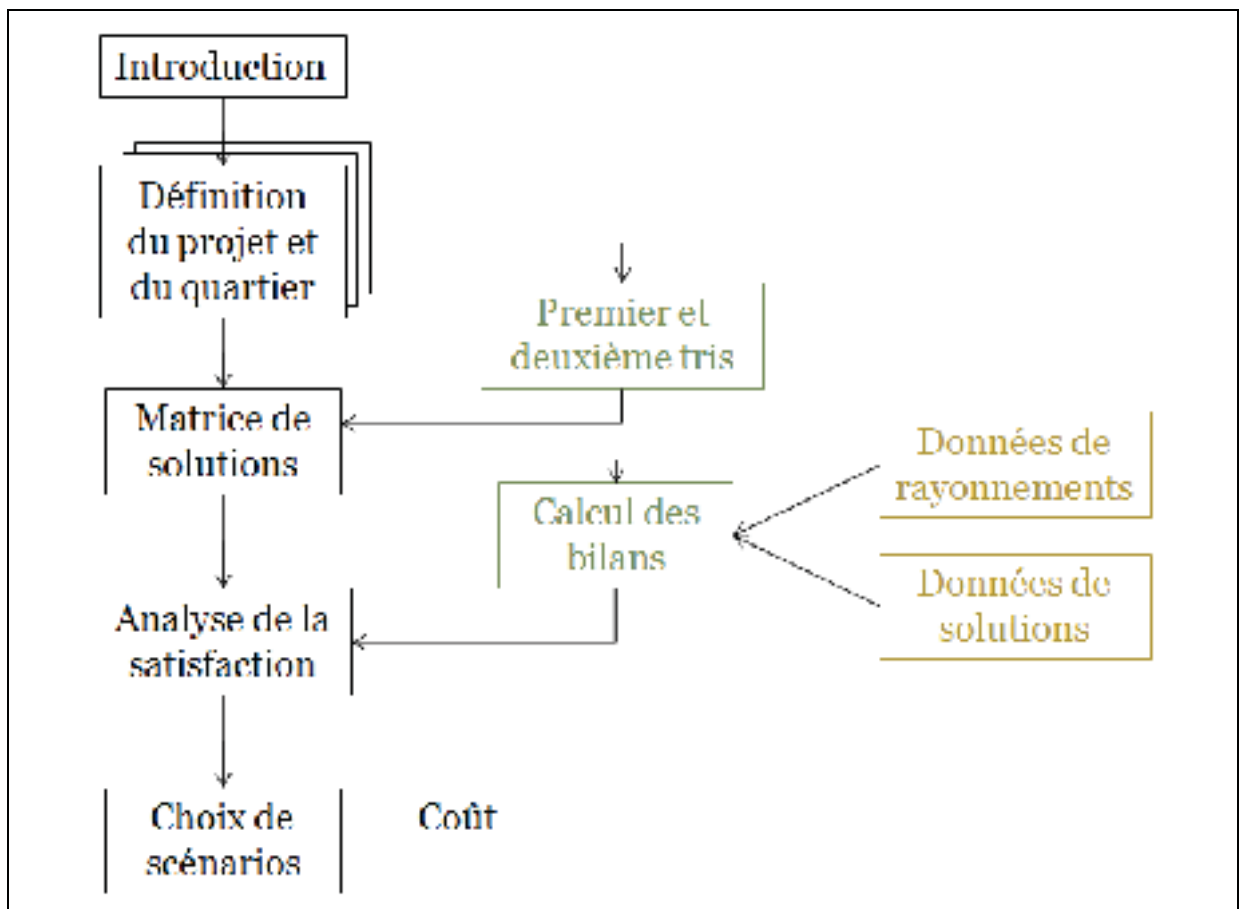 Introduction
Définition
du projet et
du quartier
Premier et
deuxième tris
Matrice de
solutions
Données de
rayonnements
Calcul des
bilans
Données de
solutions
Analyse de la
satisfaction
Choix de
scénarios
Coût